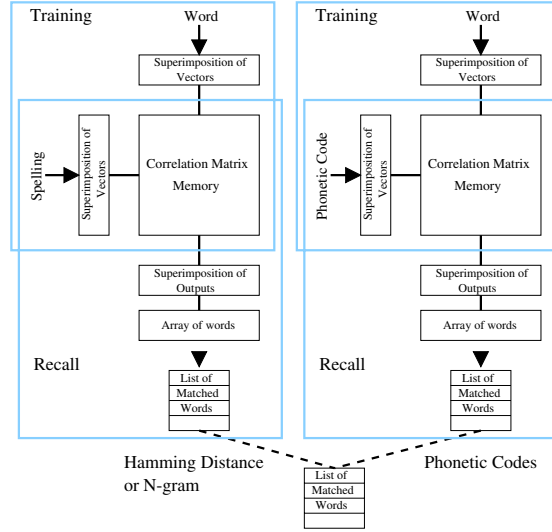 Training
Word
Superimposition of
Vectors
Spelling
Superimposition of
Vectors
Correlation Matrix
Memory
Superimposition of
Outputs
Array of words
Recall
List of
Matched
Words
Hamming Distance
or N-gram
Training
Word
Superimposition of
Vectors
Phonetic Code
Superimposition of
Vectors
Correlation Matrix
Memory
Superimposition of
Outputs
Array of words
Recall
List of
Matched
Words
Phonetic Codes
List of
Matched
Words